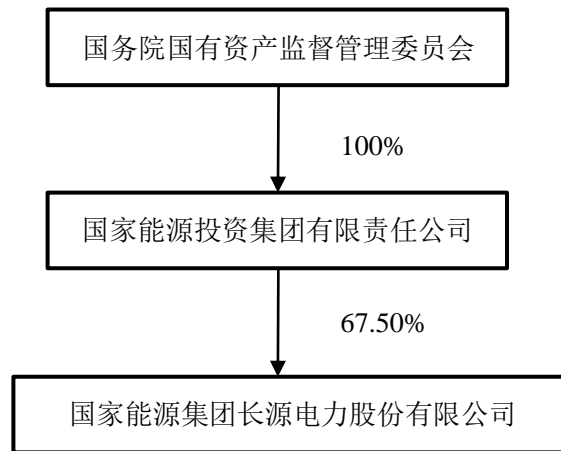 国务院国有资产监督管理委员会
100%
国家能源投资集团有限责任公司
67.50%
国家能源集团长源电力股份有限公司